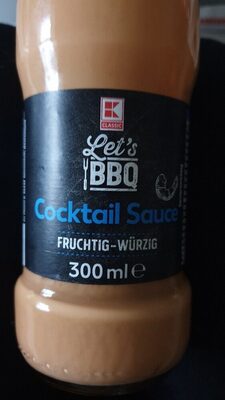 K
CLASSIC
Let's
BBQ
Cocktail Sauce
FRUCHTIG-WÜRZIG
300 ml ℮